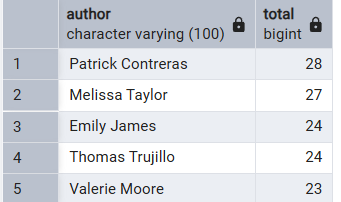 author total
character varying (100) bigint
1 Patrick Contreras 28
2 Melissa Taylor 27
3 Emily James 24
4 Thomas Trujillo 24
5 Valerie Moore 23